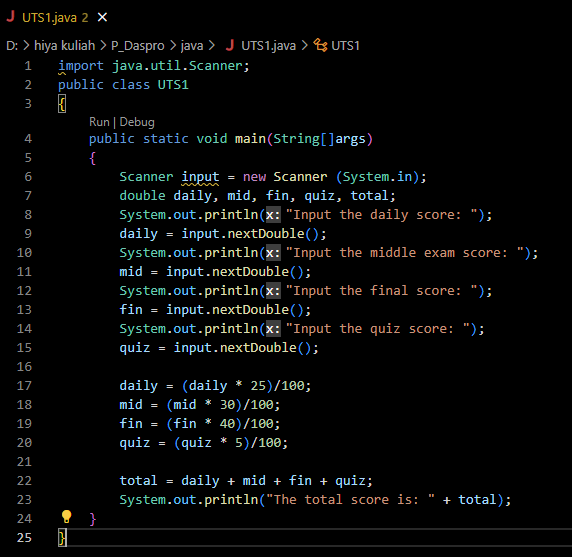 J UTS1.java 2 ×
D: > hiya kuliah > P_Daspro > java > J UTS1.java > UTS1
1 import java.util.Scanner;
2 public class UTS1
3 {
Run | Debug
4 public static void main(String[]args)
5 {
6 Scanner input = new Scanner (System.in);
7 double daily, mid, fin, quiz, total;
8 System.out.println(x: "Input the daily score: ");
9 daily = input.nextDouble();
10 System.out.println(x: "Input the middle exam score: ");
11 mid = input.nextDouble();
12 System.out.println(x: "Input the final score: ");
13 fin = input.nextDouble();
14 System.out.println(x: "Input the quiz score: ");
15 quiz = input.nextDouble();
16
17 daily = (daily * 25)/100;
18 mid = (mid * 30)/100;
19 fin = (fin * 40)/100;
20 quiz = (quiz * 5)/100;
21
22 total = daily + mid + fin + quiz;
23 System.out.println("The total score is: " + total);
24 }
25 }